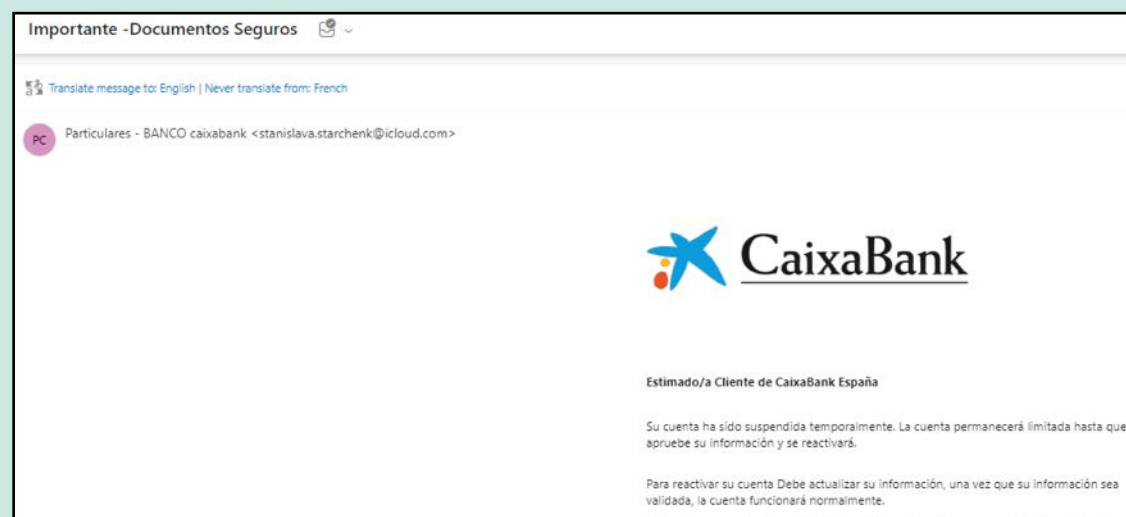 Importante -Documentos Seguros
Translate message to: English | Never translate from: French
PC
Particulares - BANCO caixabank <stanislava.starchenk@icloud.com>
CaixaBank
Estimado/a Cliente de CaixaBank España
Su cuenta ha sido suspendida temporalmente. La cuenta permanecerá limitada hasta que
apruebe su información y se reactivará.
Para reactivar su cuenta Debe actualizar su información, una vez que su información sea
validada, la cuenta funcionará normalmente.